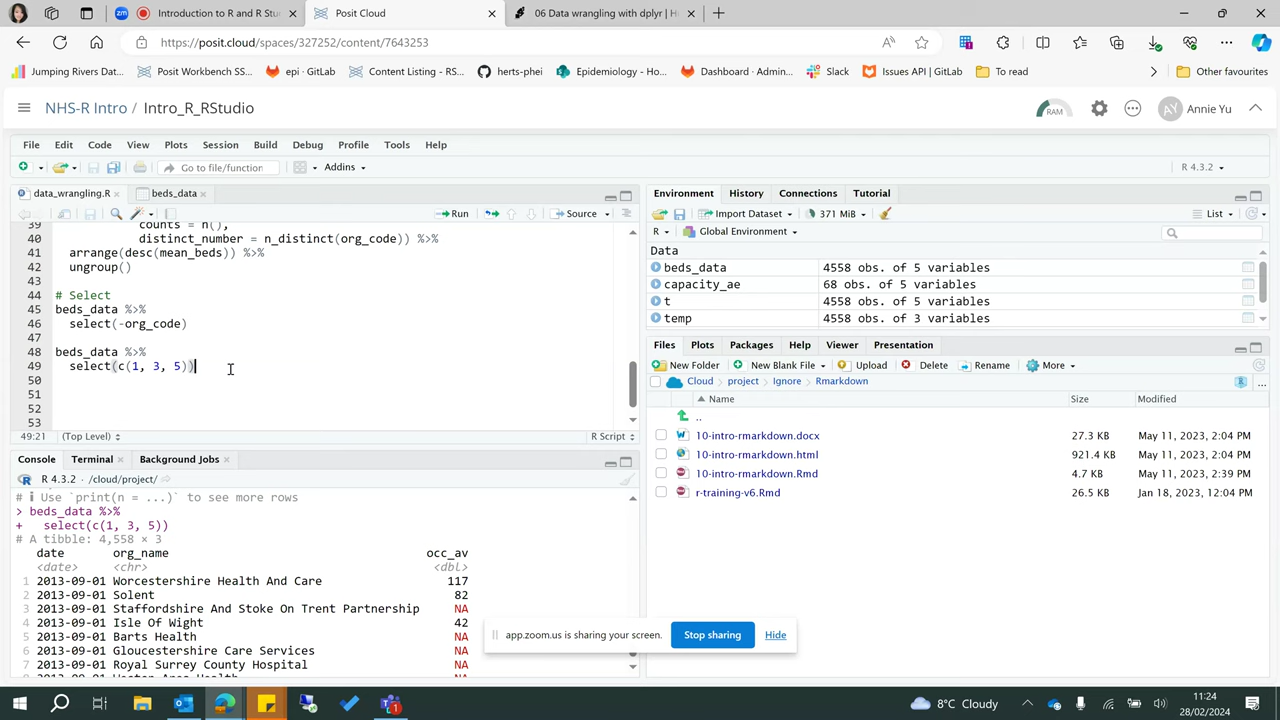 Introduction to R and R Stu
Posit Cloud
06 Data wrangling with dplyr | H
https://posit.cloud/spaces/327252/content/7643253
Jumping Rivers Dat...
Posit Workbench SS...
epi · GitLab
Content Listing - RS...
herts-phei
Epidemiology - Ho...
Dashboard · Admin...
Slack
Issues API | GitLab
To read
Other favourites
NHS-R Intro / Intro_R_RStudio
RAM
AY
Annie Yu
File Edit Code View Plots Session Build Debug Profile Tools Help
Go to file/function
Addins
R 4.3.2
data_wrangling.R
beds_data
Run
Source
39 counts = n(),
40 distinct_number = n_distinct(org_code)) %>%
41 arrange(desc(mean_beds)) %>%
42 ungroup()
43
44 # Select
45 beds_data %>%
46 select(-org_code)
47
48 beds_data %>%
49 select(c(1, 3, 5))
50
51
52
53
49:21 (Top Level) R Script
Console Terminal Background Jobs
R 4.3.2 · /cloud/project/
# ℹ Use `print(n = ...)` to see more rows
> beds_data %>%
+ select(c(1, 3, 5))
# A tibble: 4,558 × 3
date org_name occ_av
<date> <chr> <dbl>
1 2013-09-01 Worcestershire Health And Care 117
2 2013-09-01 Solent 82
3 2013-09-01 Staffordshire And Stoke On Trent Partnership NA
4 2013-09-01 Isle Of Wight 42
5 2013-09-01 Barts Health NA
6 2013-09-01 Gloucestershire Care Services NA
7 2013-09-01 Royal Surrey County Hospital NA
Environment History Connections Tutorial
Import Dataset
371 MiB
List
R
Global Environment
Data
beds_data 4558 obs. of 5 variables
capacity_ae 68 obs. of 5 variables
t 4558 obs. of 5 variables
temp 4558 obs. of 3 variables
Files Plots Packages Help Viewer Presentation
New Folder New Blank File Upload Delete Rename More
Cloud project Ignore Rmarkdown
...
Name Size Modified
..
10-intro-rmarkdown.docx 27.3 KB May 11, 2023, 2:04 PM
10-intro-rmarkdown.html 921.4 KB May 11, 2023, 2:04 PM
10-intro-rmarkdown.Rmd 4.7 KB May 11, 2023, 2:39 PM
r-training-v6.Rmd 26.5 KB Jan 18, 2023, 12:04 PM
app.zoom.us is sharing your screen.
Stop sharing
Hide
8°C Cloudy
11:24
28/02/2024